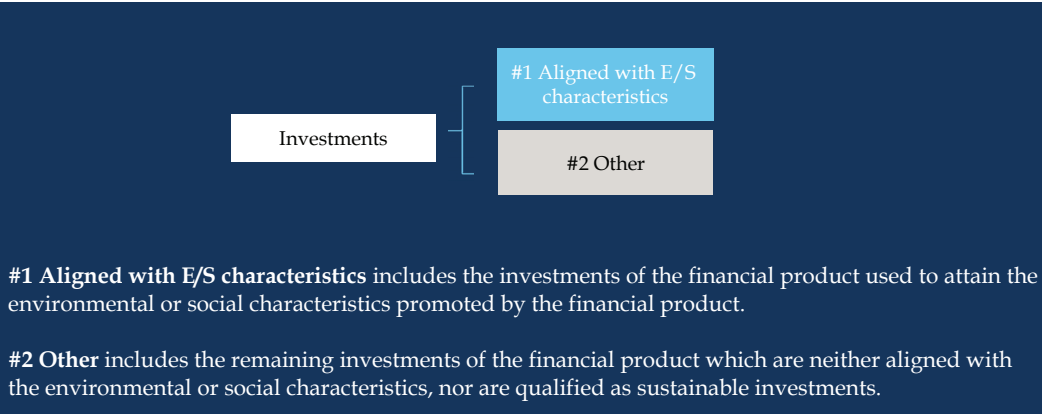 #1 Aligned with E/S
characteristics
Investments
#2 Other
#1 Aligned with E/S characteristics includes the investments of the financial product used to attain the
environmental or social characteristics promoted by the financial product.
#2 Other includes the remaining investments of the financial product which are neither aligned with
the environmental or social characteristics, nor are qualified as sustainable investments.